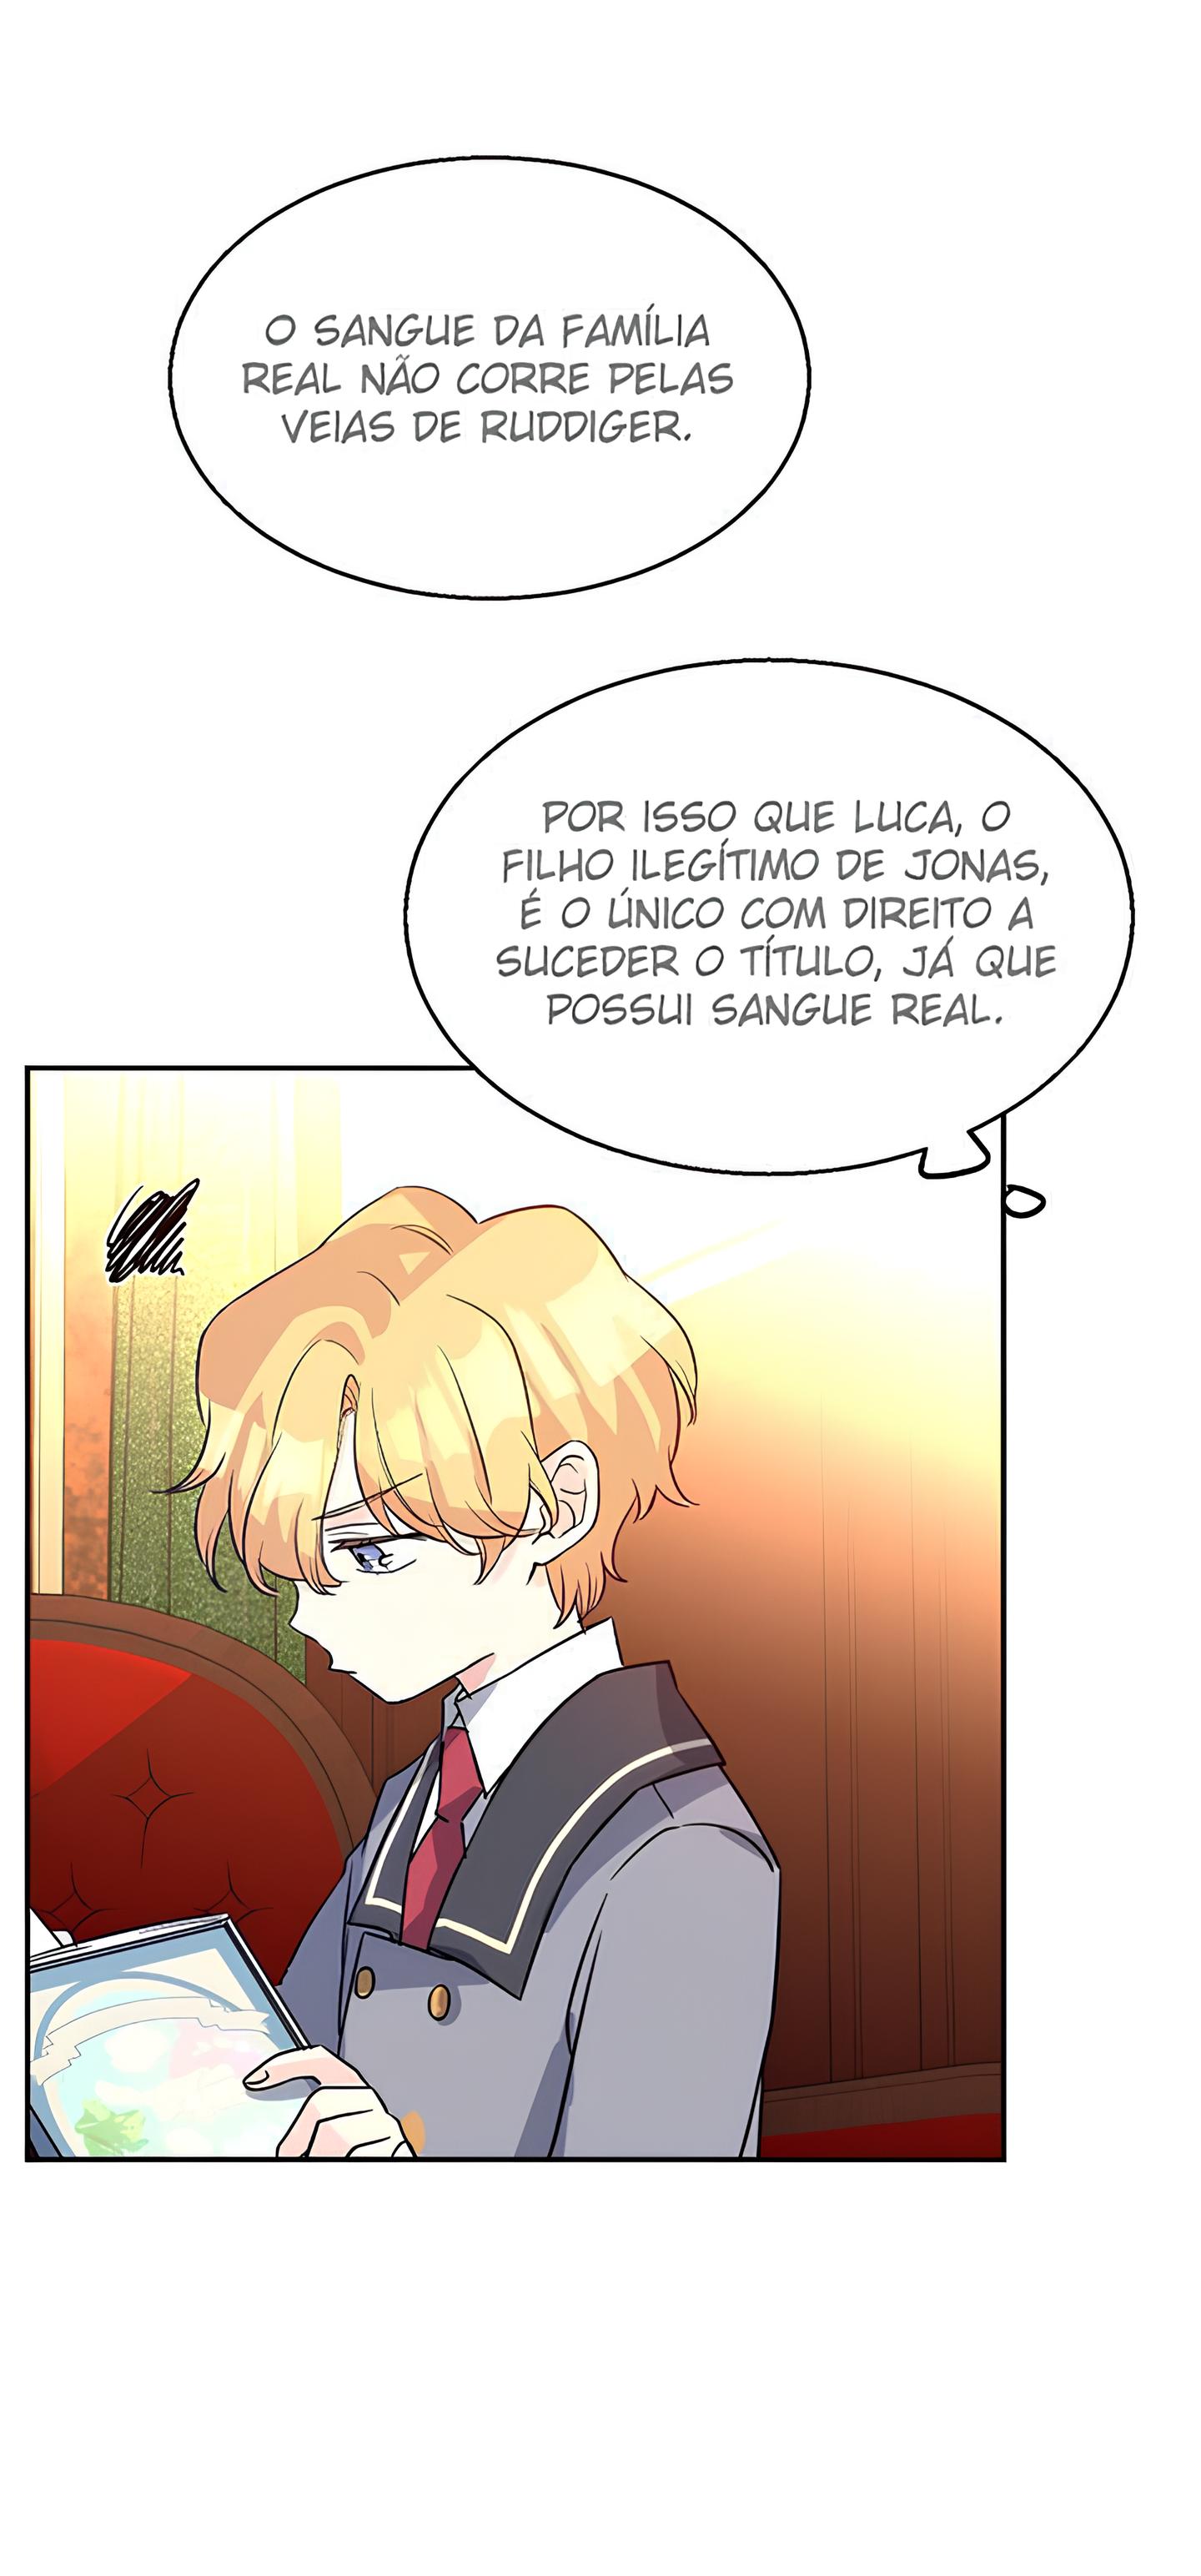 O SANGUE DA FAMÍLIA
REAL NÃO CORRE PELAS
VEIAS DE RUDDIGER.
POR ISSO QUE LUCA, O
FILHO ILEGÍTIMO DE JONAS,
É O ÚNICO COM DIREITO A
SUCEDER O TÍTULO, JÁ QUE
POSSUI SANGUE REAL.